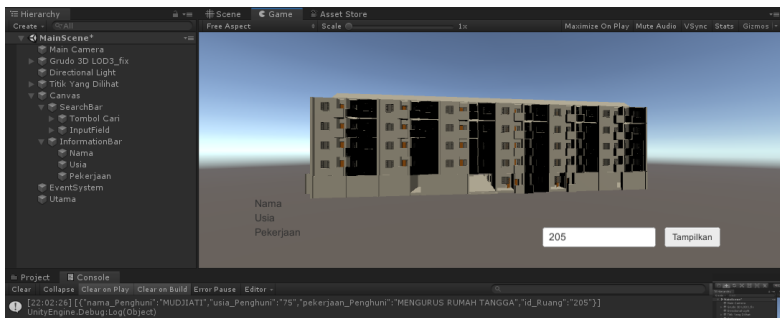 Hierarchy
Scene
Game
Asset Store
Create
All
Free Aspect
Scale
1x
Maximize On Play
Mute Audio
VSync
Stats
Gizmos
MainScene*
Main Camera
Grudo 3D LOD3_fix
Directional Light
Titik Yang Dilihat
Canvas
SearchBar
Tombol Cari
InputField
InformationBar
Nama
Usia
Pekerjaan
EventSystem
Utama
Nama
Usia
Pekerjaan
205
Tampilkan
Project
Console
Clear
Collapse
Clear on Play
Clear on Build
Error Pause
Editor
[22:02:26] [{"nama_Penghuni":"MUDJIATI","usia_Penghuni":"75","pekerjaan_Penghuni":"MENGURUS RUMAH TANGGA","id_Ruang":"205"}]
UnityEngine.Debug:Log(Object)